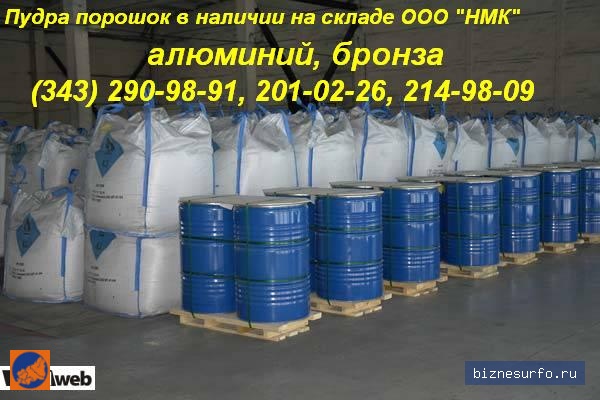 Пудра порошок в наличии на складе ООО "НМК"
алюминий, бронза
(343) 290-98-91, 201-02-26, 214-98-09
web
biznesurfo.ru